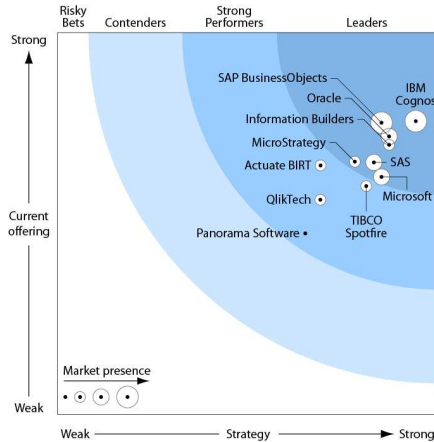 Risky
Bets
Contenders
Strong
Performers
Leaders
Strong
SAP BusinessObjects
IBM
Cognos
Oracle
Information Builders
MicroStrategy
Actuate BIRT
SAS
Microsoft
QlikTech
TIBCO
Spotfire
Panorama Software
Current
offering
Market presence
Weak
Weak
Strategy
Strong